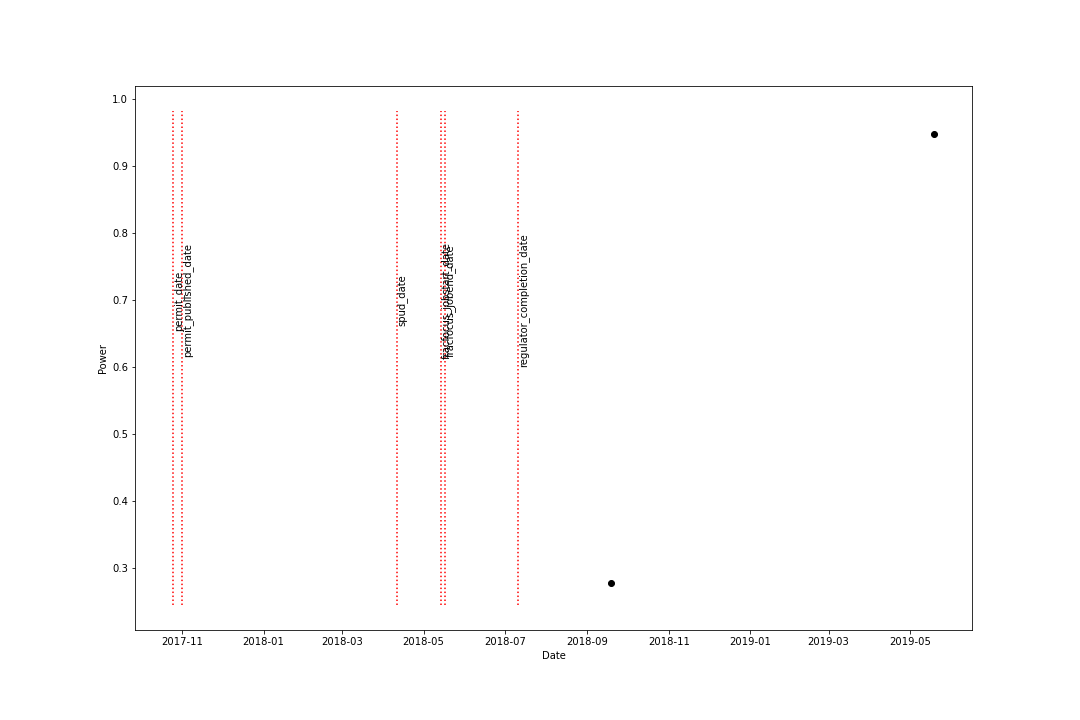 1.0
0.9
0.8
0.7
0.6
0.5
0.4
0.3
Power
permit_date
permit_published_date
spud_date
fracfocus_jobstart_date
fracfocus_jobend_date
regulator_completion_date
2017-11
2018-01
2018-03
2018-05
2018-07
2018-09
2018-11
2019-01
2019-03
2019-05
Date